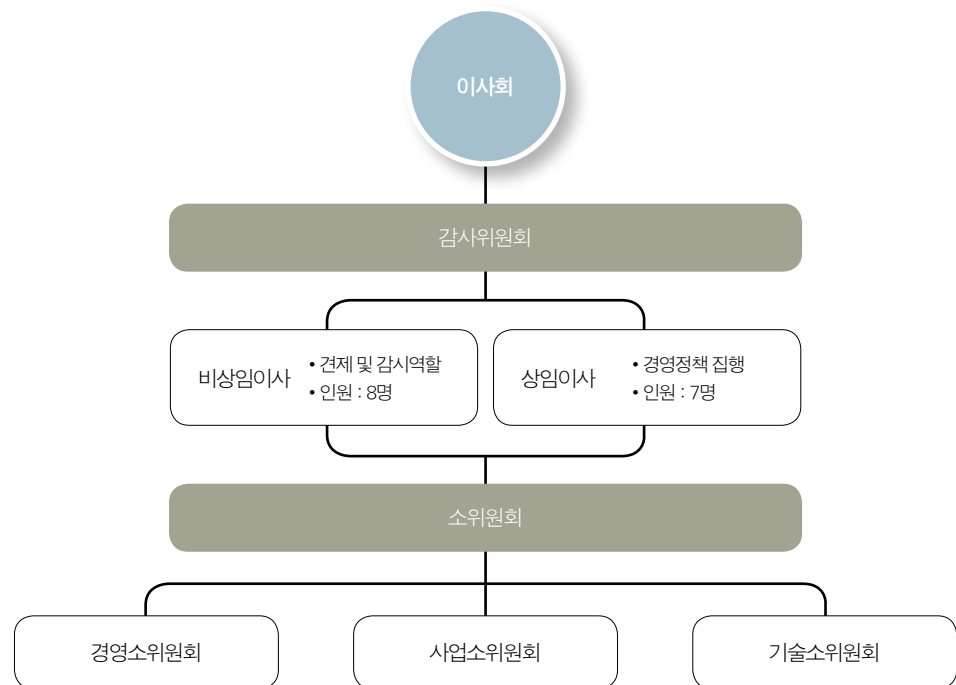 이사회
감사위원회
비상임이사
• 견제 및 감시역할
• 인원 : 8명
상임이사
• 경영정책 집행
• 인원 : 7명
소위원회
경영소위원회
사업소위원회
기술소위원회